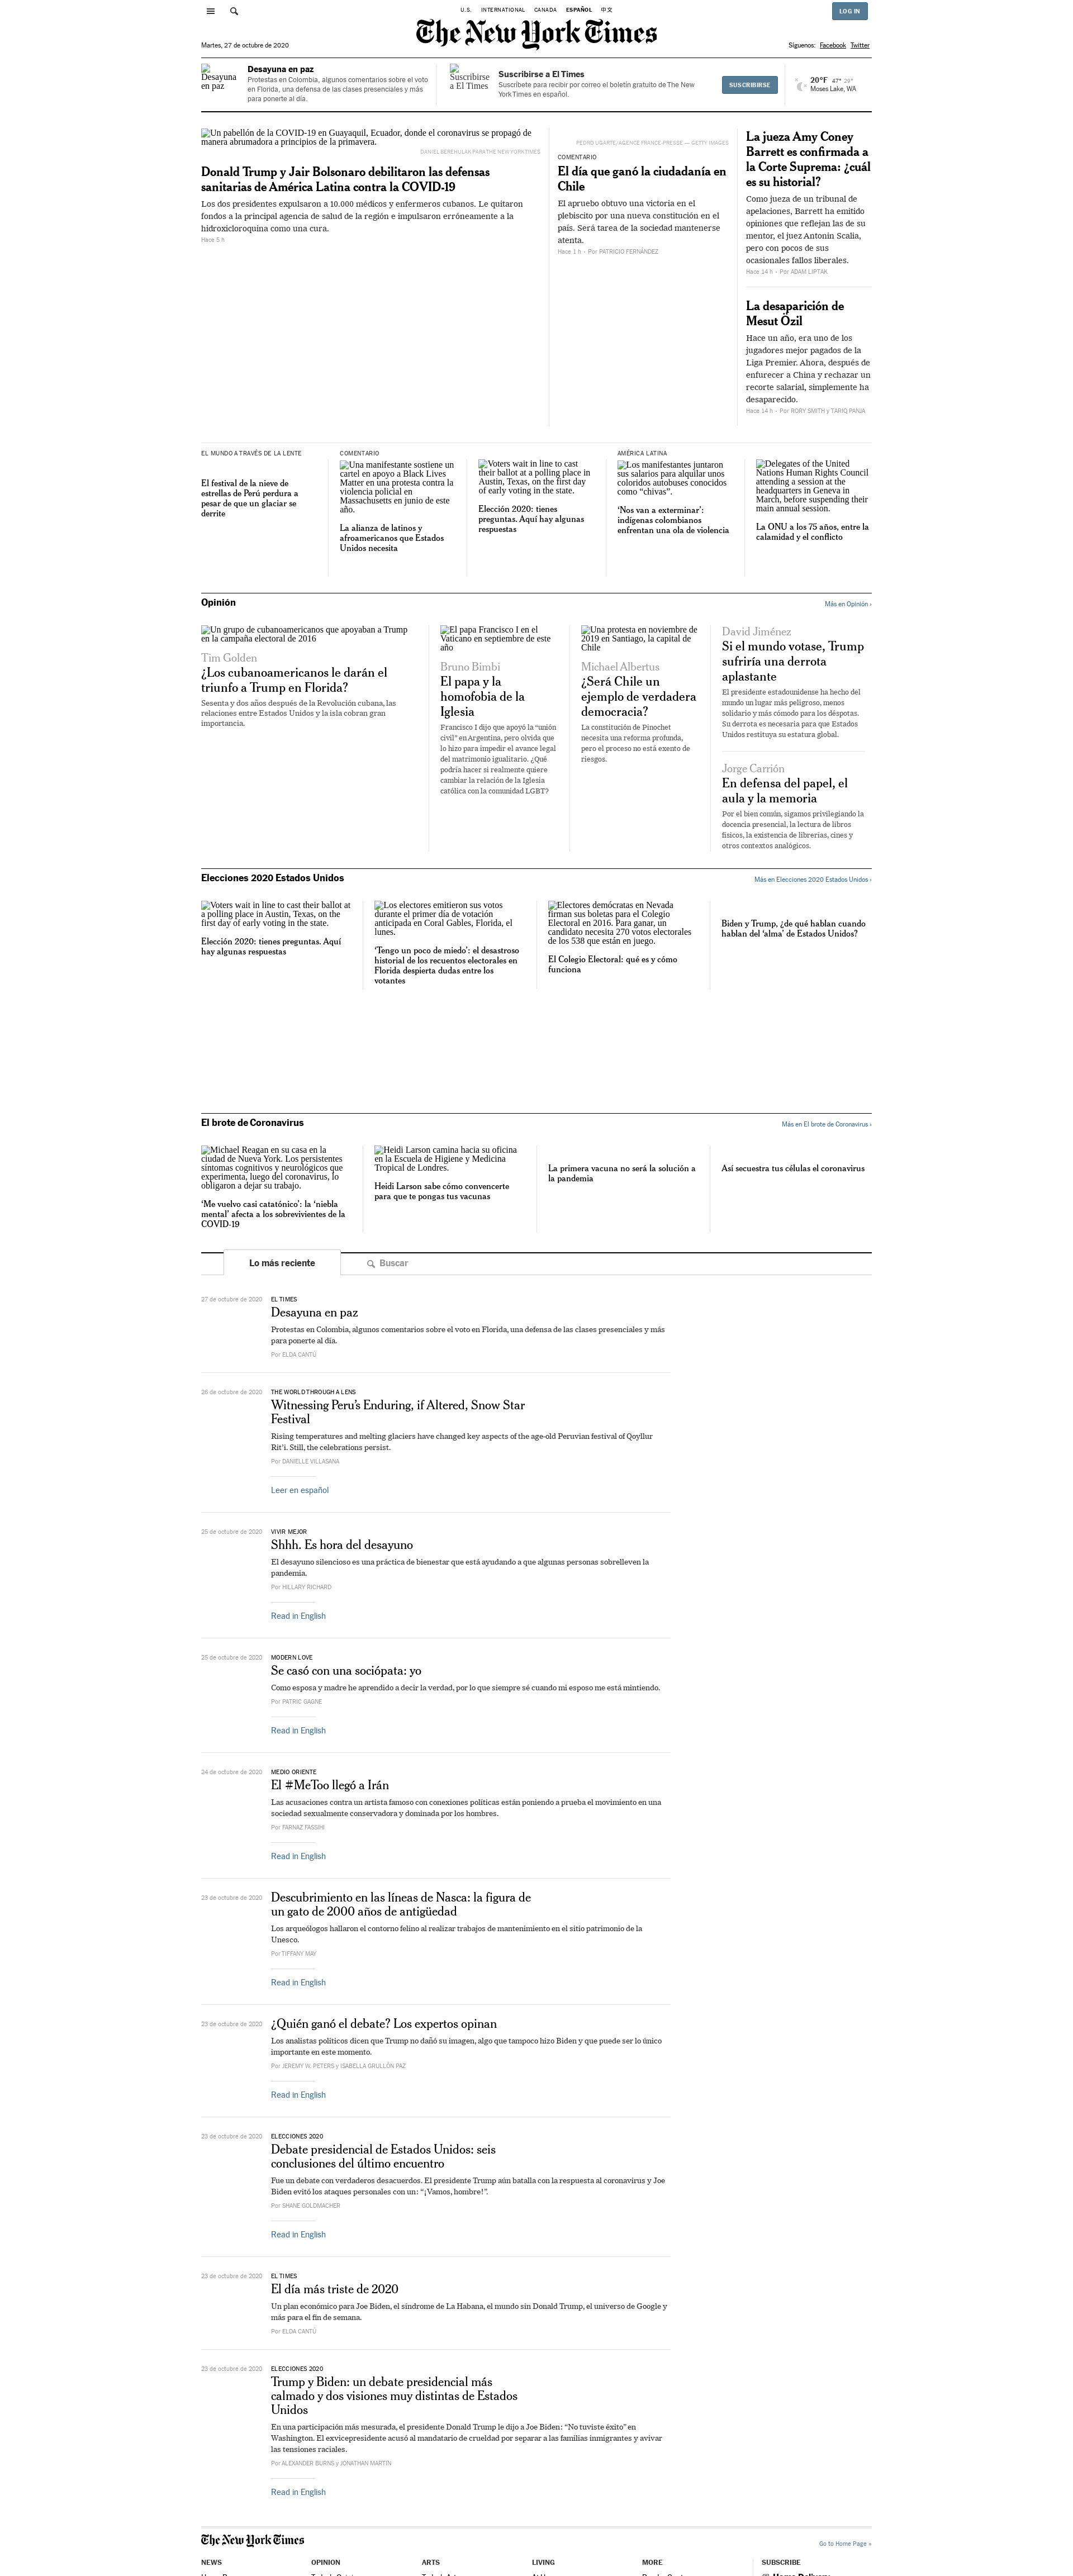 U.S. INTERNATIONAL CANADA ESPAÑOL 中文
LOG IN
The New York Times
Martes, 27 de octubre de 2020
Síguenos: Facebook Twitter
Desayuna en paz
Desayuna en paz
Protestas en Colombia, algunos comentarios sobre el voto en Florida, una defensa de las clases presenciales y más para ponerte al día.
Suscribirse a El Times
Suscribirse a El Times
Suscríbete para recibir por correo el boletín gratuito de The New York Times en español.
SUSCRIBIRSE
20°F 47° 29°
Moses Lake, WA
Un pabellón de la COVID-19 en Guayaquil, Ecuador, donde el coronavirus se propagó de manera abrumadora a principios de la primavera.
DANIEL BEREHULAK PARA THE NEW YORK TIMES
Donald Trump y Jair Bolsonaro debilitaron las defensas
sanitarias de América Latina contra la COVID-19
Los dos presidentes expulsaron a 10.000 médicos y enfermeros cubanos. Le quitaron
fondos a la principal agencia de salud de la región e impulsaron erróneamente a la
hidroxicloroquina como una cura.
Hace 5 h
PEDRO UGARTE/AGENCE FRANCE-PRESSE — GETTY IMAGES
COMENTARIO
El día que ganó la ciudadanía en
Chile
El apruebo obtuvo una victoria en el
plebiscito por una nueva constitución en el
país. Será tarea de la sociedad mantenerse
atenta.
Hace 1 h · Por PATRICIO FERNÁNDEZ
La jueza Amy Coney
Barrett es confirmada a
la Corte Suprema: ¿cuál
es su historial?
Como jueza de un tribunal de
apelaciones, Barrett ha emitido
opiniones que reflejan las de su
mentor, el juez Antonin Scalia,
pero con pocos de sus
ocasionales fallos liberales.
Hace 14 h · Por ADAM LIPTAK
La desaparición de
Mesut Özil
Hace un año, era uno de los
jugadores mejor pagados de la
Liga Premier. Ahora, después de
enfurecer a China y rechazar un
recorte salarial, simplemente ha
desaparecido.
Hace 14 h · Por RORY SMITH y TARIQ PANJA
EL MUNDO A TRAVÉS DE LA LENTE
El festival de la nieve de
estrellas de Perú perdura a
pesar de que un glaciar se
derrite
COMENTARIO
Una manifestante sostiene un
cartel en apoyo a Black Lives
Matter en una protesta contra la
violencia policial en
Massachusetts en junio de este
año.
La alianza de latinos y
afroamericanos que Estados
Unidos necesita
Voters wait in line to cast
their ballot at a polling place in
Austin, Texas, on the first day
of early voting in the state.
Elección 2020: tienes
preguntas. Aquí hay algunas
respuestas
AMÉRICA LATINA
Los manifestantes juntaron
sus salarios para alquilar unos
coloridos autobuses conocidos
como “chivas”.
‘Nos van a exterminar’:
indígenas colombianos
enfrentan una ola de violencia
Delegates of the United
Nations Human Rights Council
attending a session at the
headquarters in Geneva in
March, before suspending their
main annual session.
La ONU a los 75 años, entre la
calamidad y el conflicto
Opinión
Más en Opinión ›
Un grupo de cubanoamericanos que apoyaban a Trump
en la campaña electoral de 2016
Tim Golden
¿Los cubanoamericanos le darán el
triunfo a Trump en Florida?
Sesenta y dos años después de la Revolución cubana, las
relaciones entre Estados Unidos y la isla cobran gran
importancia.
El papa Francisco I en el
Vaticano en septiembre de este
año
Bruno Bimbi
El papa y la
homofobia de la
Iglesia
Francisco I dijo que apoyó la “unión
civil” en Argentina, pero olvida que
lo hizo para impedir el avance legal
del matrimonio igualitario. ¿Qué
podría hacer si realmente quiere
cambiar la relación de la Iglesia
católica con la comunidad LGBT?
Una protesta en noviembre de
2019 en Santiago, la capital de
Chile
Michael Albertus
¿Será Chile un
ejemplo de verdadera
democracia?
La constitución de Pinochet
necesita una reforma profunda,
pero el proceso no está exento de
riesgos.
David Jiménez
Si el mundo votase, Trump
sufriría una derrota
aplastante
El presidente estadounidense ha hecho del
mundo un lugar más peligroso, menos
solidario y más cómodo para los déspotas.
Su derrota es necesaria para que Estados
Unidos restituya su estatura global.
Jorge Carrión
En defensa del papel, el
aula y la memoria
Por el bien común, sigamos privilegiando la
docencia presencial, la lectura de libros
físicos, la existencia de librerías, cines y
otros contextos analógicos.
Elecciones 2020 Estados Unidos
Más en Elecciones 2020 Estados Unidos ›
Voters wait in line to cast their ballot at
a polling place in Austin, Texas, on the
first day of early voting in the state.
Elección 2020: tienes preguntas. Aquí
hay algunas respuestas
Los electores emitieron sus votos
durante el primer día de votación
anticipada en Coral Gables, Florida, el
lunes.
‘Tengo un poco de miedo’: el desastroso
historial de los recuentos electorales en
Florida despierta dudas entre los
votantes
Electores demócratas en Nevada
firman sus boletas para el Colegio
Electoral en 2016. Para ganar, un
candidato necesita 270 votos electorales
de los 538 que están en juego.
El Colegio Electoral: qué es y cómo
funciona
Biden y Trump, ¿de qué hablan cuando
hablan del ‘alma’ de Estados Unidos?
El brote de Coronavirus
Más en El brote de Coronavirus ›
Michael Reagan en su casa en la
ciudad de Nueva York. Los persistentes
síntomas cognitivos y neurológicos que
experimenta, luego del coronavirus, lo
obligaron a dejar su trabajo.
‘Me vuelvo casi catatónico’: la ‘niebla
mental’ afecta a los sobrevivientes de la
COVID-19
Heidi Larson camina hacia su oficina
en la Escuela de Higiene y Medicina
Tropical de Londres.
Heidi Larson sabe cómo convencerte
para que te pongas tus vacunas
La primera vacuna no será la solución a
la pandemia
Así secuestra tus células el coronavirus
Lo más reciente
Buscar
27 de octubre de 2020
EL TIMES
Desayuna en paz
Protestas en Colombia, algunos comentarios sobre el voto en Florida, una defensa de las clases presenciales y más
para ponerte al día.
Por ELDA CANTÚ
26 de octubre de 2020
THE WORLD THROUGH A LENS
Witnessing Peru’s Enduring, if Altered, Snow Star
Festival
Rising temperatures and melting glaciers have changed key aspects of the age-old Peruvian festival of Qoyllur
Rit’i. Still, the celebrations persist.
Por DANIELLE VILLASANA
Leer en español
25 de octubre de 2020
VIVIR MEJOR
Shhh. Es hora del desayuno
El desayuno silencioso es una práctica de bienestar que está ayudando a que algunas personas sobrelleven la
pandemia.
Por HILLARY RICHARD
Read in English
25 de octubre de 2020
MODERN LOVE
Se casó con una sociópata: yo
Como esposa y madre he aprendido a decir la verdad, por lo que siempre sé cuando mi esposo me está mintiendo.
Por PATRIC GAGNE
Read in English
24 de octubre de 2020
MEDIO ORIENTE
El #MeToo llegó a Irán
Las acusaciones contra un artista famoso con conexiones políticas están poniendo a prueba el movimiento en una
sociedad sexualmente conservadora y dominada por los hombres.
Por FARNAZ FASSIHI
Read in English
23 de octubre de 2020
Descubrimiento en las líneas de Nasca: la figura de
un gato de 2000 años de antigüedad
Los arqueólogos hallaron el contorno felino al realizar trabajos de mantenimiento en el sitio patrimonio de la
Unesco.
Por TIFFANY MAY
Read in English
23 de octubre de 2020
¿Quién ganó el debate? Los expertos opinan
Los analistas políticos dicen que Trump no dañó su imagen, algo que tampoco hizo Biden y que puede ser lo único
importante en este momento.
Por JEREMY W. PETERS y ISABELLA GRULLÓN PAZ
Read in English
23 de octubre de 2020
ELECCIONES 2020
Debate presidencial de Estados Unidos: seis
conclusiones del último encuentro
Fue un debate con verdaderos desacuerdos. El presidente Trump aún batalla con la respuesta al coronavirus y Joe
Biden evitó los ataques personales con un: “¡Vamos, hombre!”.
Por SHANE GOLDMACHER
Read in English
23 de octubre de 2020
EL TIMES
El día más triste de 2020
Un plan económico para Joe Biden, el síndrome de La Habana, el mundo sin Donald Trump, el universo de Google y
más para el fin de semana.
Por ELDA CANTÚ
23 de octubre de 2020
ELECCIONES 2020
Trump y Biden: un debate presidencial más
calmado y dos visiones muy distintas de Estados
Unidos
En una participación más mesurada, el presidente Donald Trump le dijo a Joe Biden: “No tuviste éxito” en
Washington. El exvicepresidente acusó al mandatario de crueldad por separar a las familias inmigrantes y avivar
las tensiones raciales.
Por ALEXANDER BURNS y JONATHAN MARTIN
Read in English
The New York Times
Go to Home Page »
NEWS OPINION ARTS LIVING MORE SUBSCRIBE